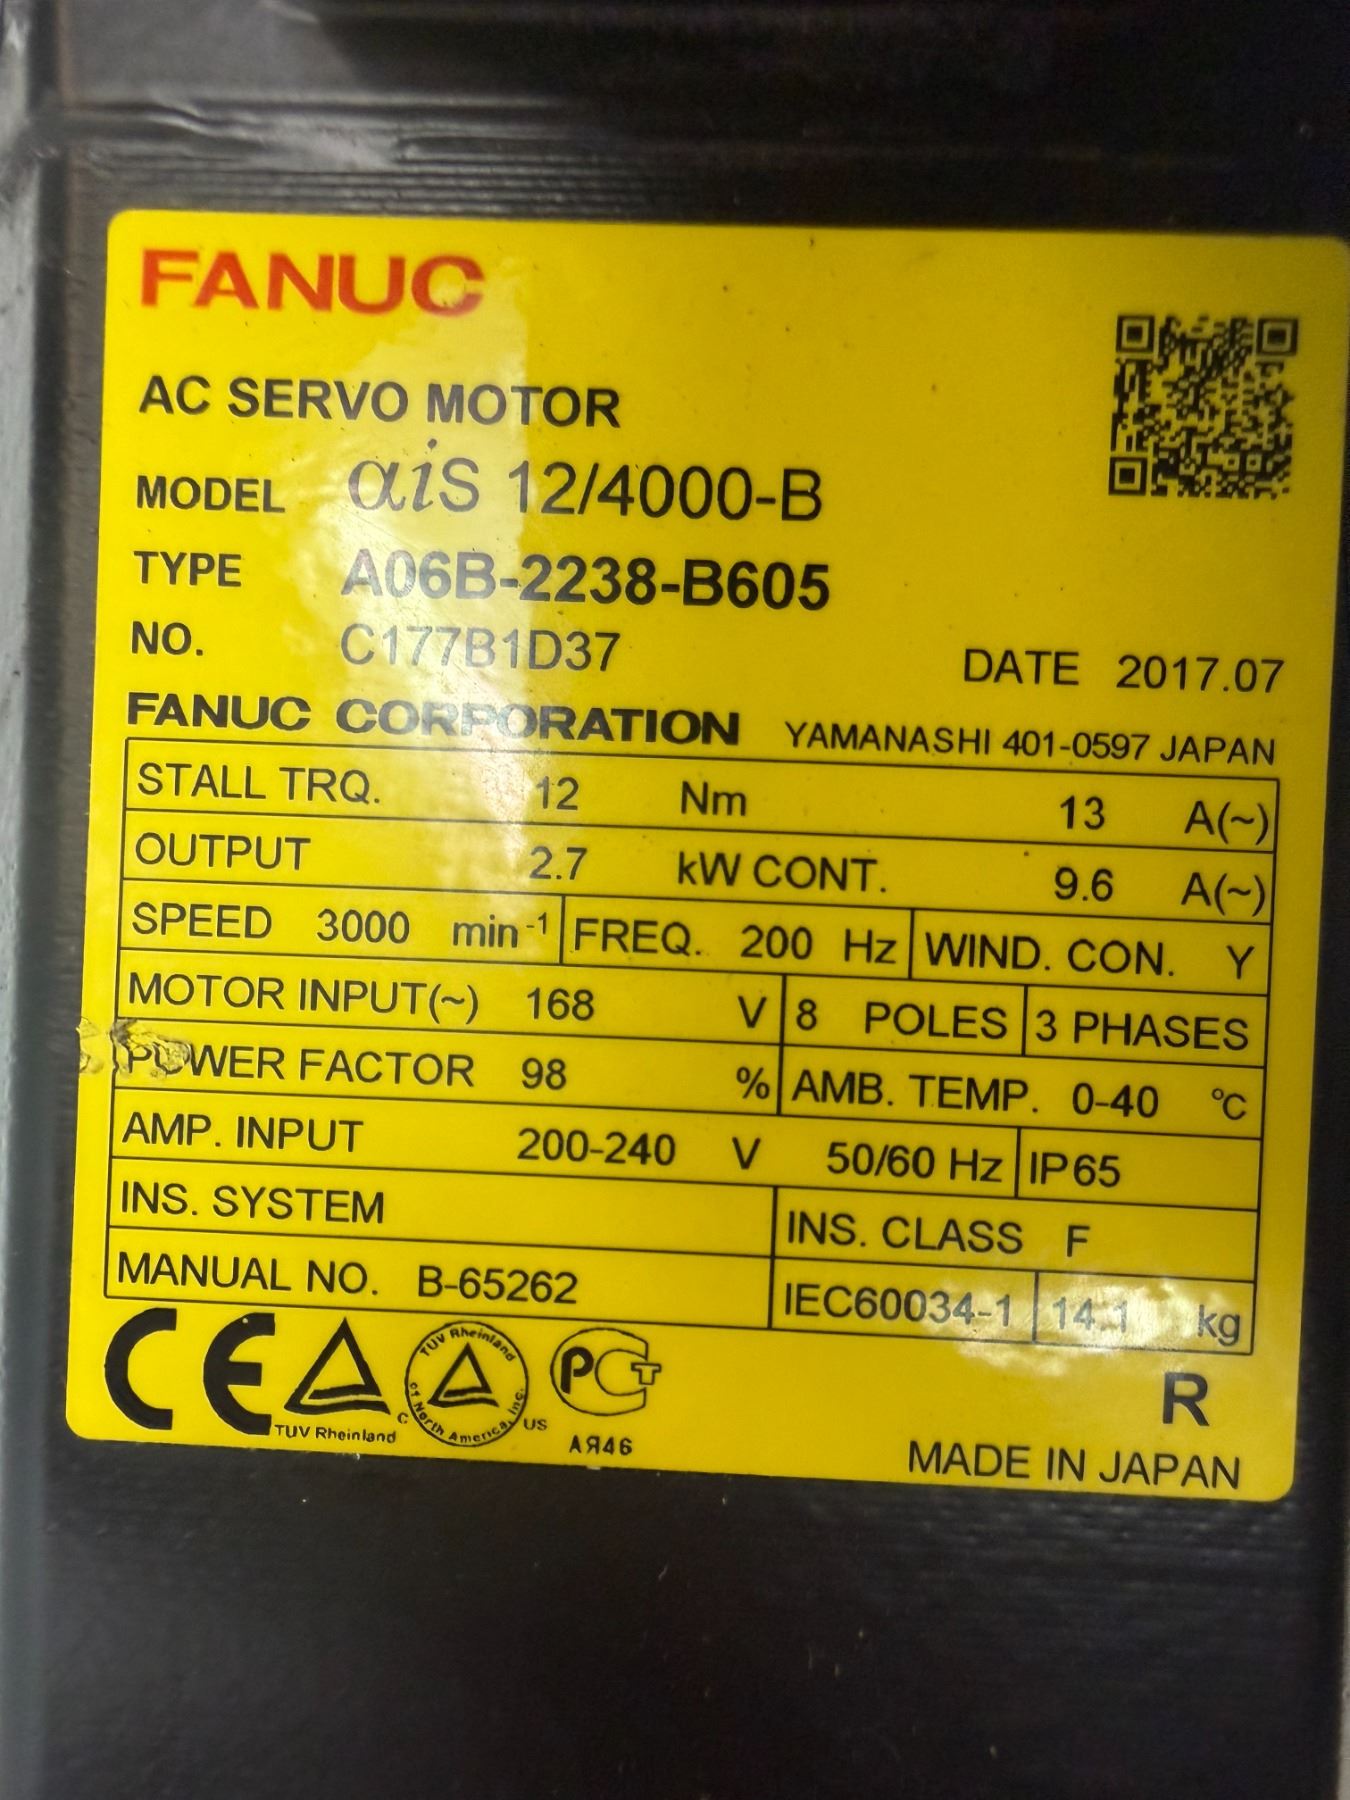 FANUC
AC SERVO MOTOR
MODEL αiS 12/4000-B
TYPE A06B-2238-B605
NO. C177B1D37 DATE 2017.07
FANUC CORPORATION YAMANASHI 401-0597 JAPAN
STALL TRQ. 12 Nm 13 A(~)
OUTPUT 2.7 kW CONT. 9.6 A(~)
SPEED 3000 min⁻¹ FREQ. 200 Hz WIND. CON. Y
MOTOR INPUT(~) 168 V 8 POLES 3 PHASES
POWER FACTOR 98 % AMB. TEMP. 0-40 °C
AMP. INPUT 200-240 V 50/60 Hz IP65
INS. SYSTEM INS. CLASS F
MANUAL NO. B-65262 IEC60034-1 14.1 kg
CE TUV Rheinland C TUV Rheinland of North America, Inc. US PCT АЯ46
R
MADE IN JAPAN